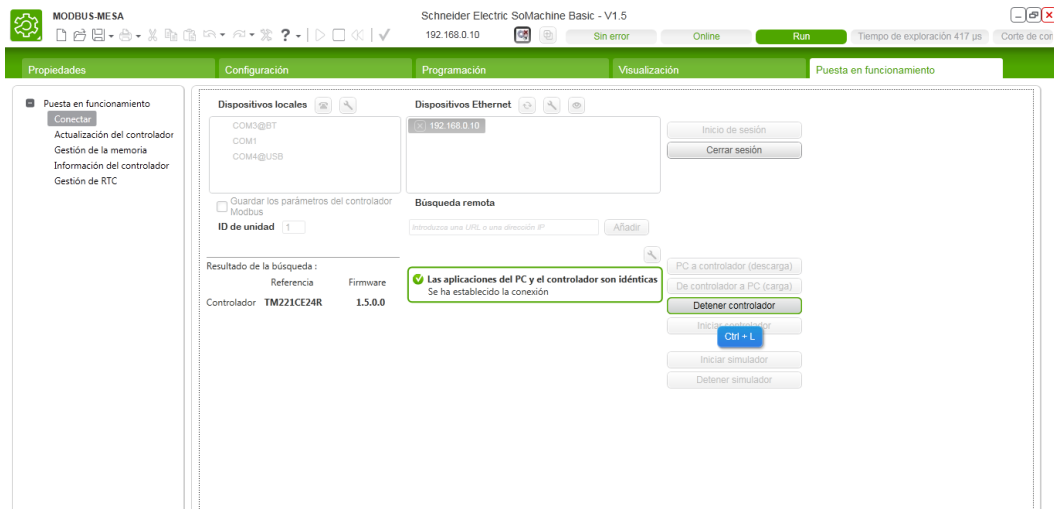 MODBUS-MESA
Schneider Electric SoMachine Basic - V1.5
192.168.0.10
Sin error
Online
Run
Tiempo de exploración 417 µs
Corte de cor
Propiedades
Configuración
Programación
Visualización
Puesta en funcionamiento
Puesta en funcionamiento
Conectar
Actualización del controlador
Gestión de la memoria
Información del controlador
Gestión de RTC
Dispositivos locales
COM3@BT
COM1
COM4@USB
Guardar los parámetros del controlador
Modbus
ID de unidad 1
Dispositivos Ethernet
192.168.0.10
Búsqueda remota
Introduzca una URL o una dirección IP
Añadir
Inicio de sesión
Cerrar sesión
Resultado de la búsqueda :
Referencia Firmware
Controlador TM221CE24R 1.5.0.0
Las aplicaciones del PC y el controlador son idénticas
Se ha establecido la conexión
PC a controlador (descarga)
De controlador a PC (carga)
Detener controlador
Iniciar controlador
Ctrl + L
Iniciar simulador
Detener simulador